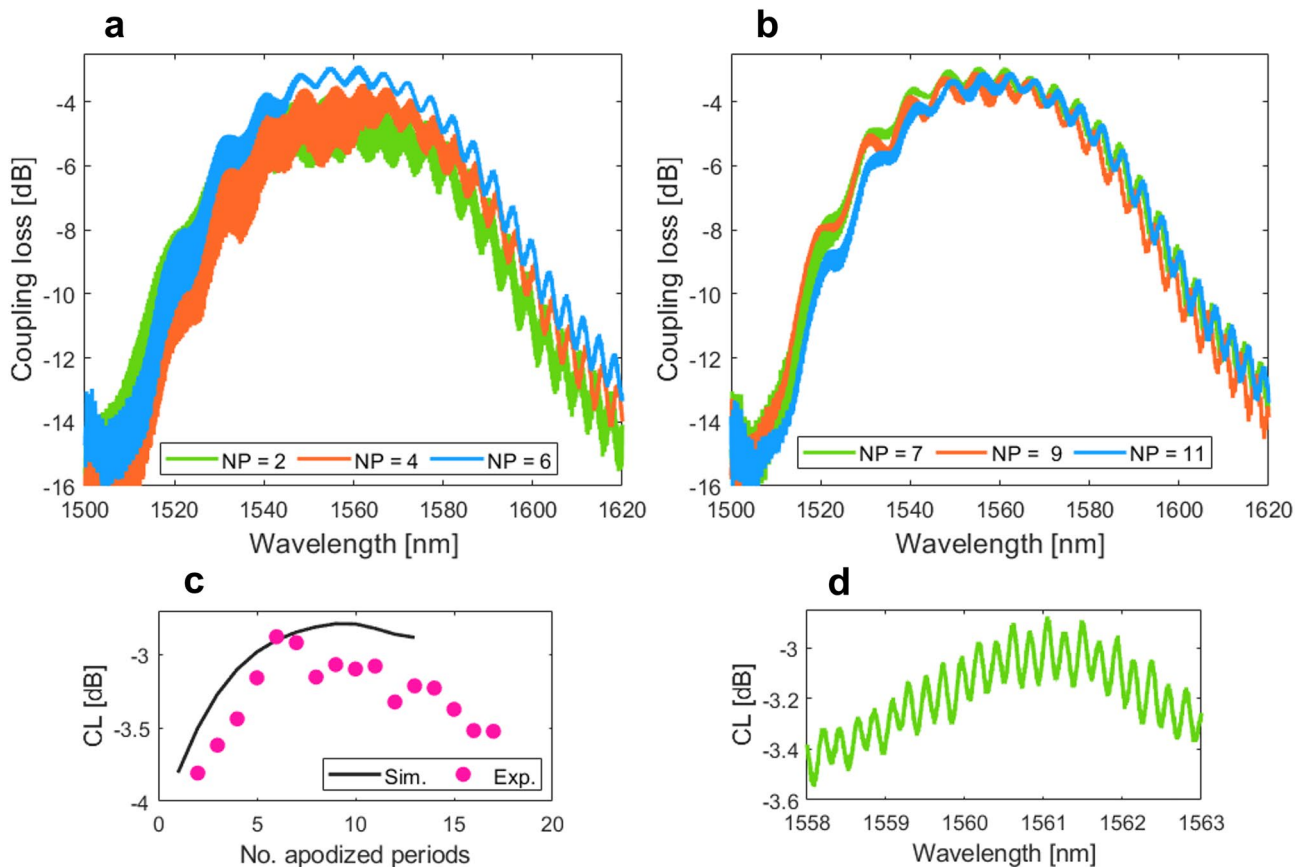 a
b
Coupling loss [dB]
-4
-6
-8
-10
-12
-14
-16
NP = 2 NP = 4 NP = 6
1500 1520 1540 1560 1580 1600 1620
Wavelength [nm]
Coupling loss [dB]
-4
-6
-8
-10
-12
-14
-16
NP = 7 NP = 9 NP = 11
1500 1520 1540 1560 1580 1600 1620
Wavelength [nm]
c
CL [dB]
-3
-3.5
-4
Sim. Exp.
0 5 10 15 20
No. apodized periods
d
CL [dB]
-3
-3.2
-3.4
-3.6
1558 1559 1560 1561 1562 1563
Wavelength [nm]